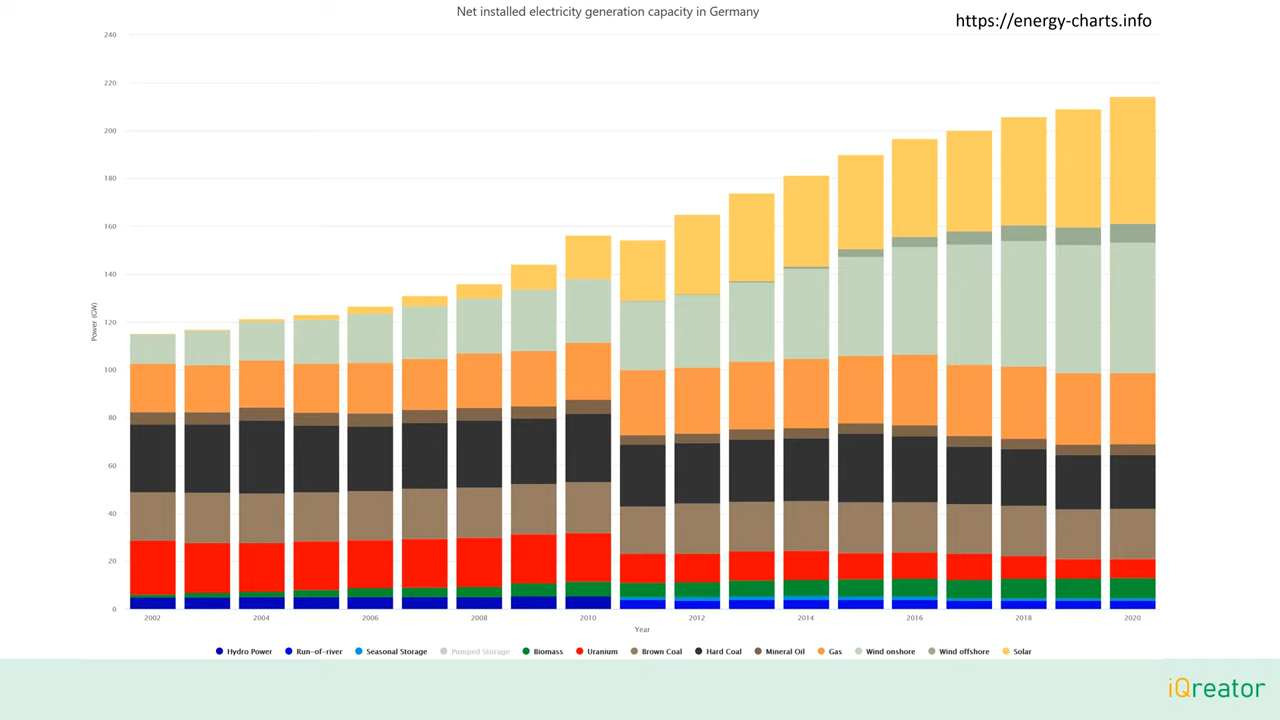 Net installed electricity generation capacity in Germany
https://energy-charts.info
240
220
200
180
160
140
120
100
80
60
40
20
0
Power (GW)
2002 2004 2006 2008 2010 2012 2014 2016 2018 2020
Year
Hydro Power Run-of-river Seasonal Storage Pumped Storage Biomass Uranium Brown Coal Hard Coal Mineral Oil Gas Wind onshore Wind offshore Solar
iQreator